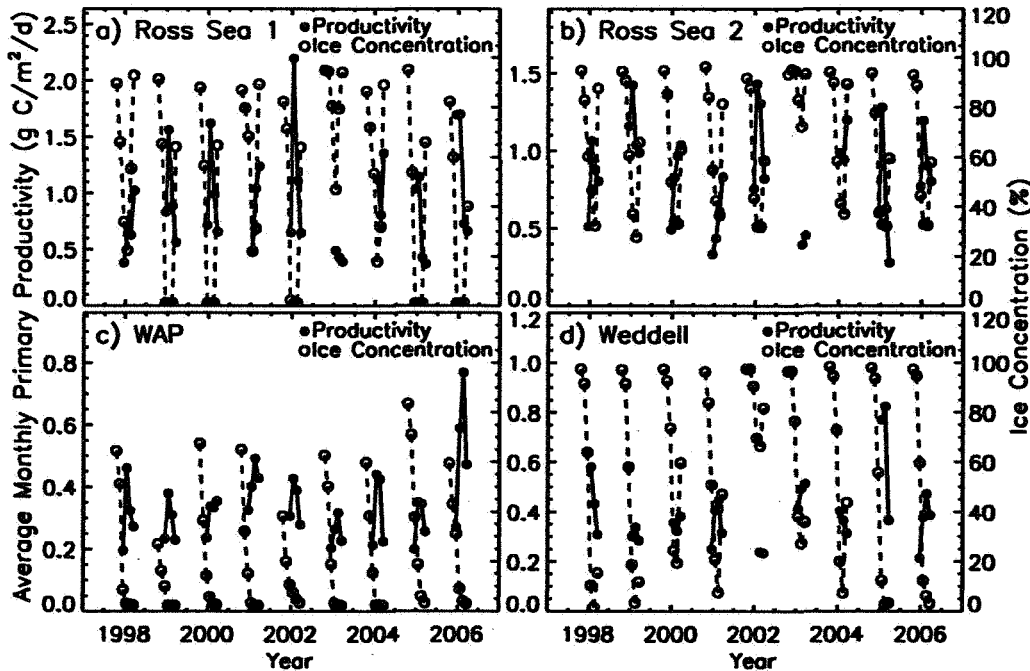 a) Ross Sea 1
●Productivity
○Ice Concentration
b) Ross Sea 2
●Productivity
○Ice Concentration
c) WAP
●Productivity
○Ice Concentration
d) Weddell
●Productivity
○Ice Concentration
Average Monthly Primary Productivity (g C/m²/d)
Ice Concentration (%)
2.5
2.0
1.5
1.0
0.5
0.0
1.5
1.0
0.5
0.0
120
100
80
60
40
20
0
0.8
0.6
0.4
0.2
0.0
1.2
1.0
0.8
0.6
0.4
0.2
0.0
120
100
80
60
40
20
0
1998 2000 2002 2004 2006
Year
1998 2000 2002 2004 2006
Year